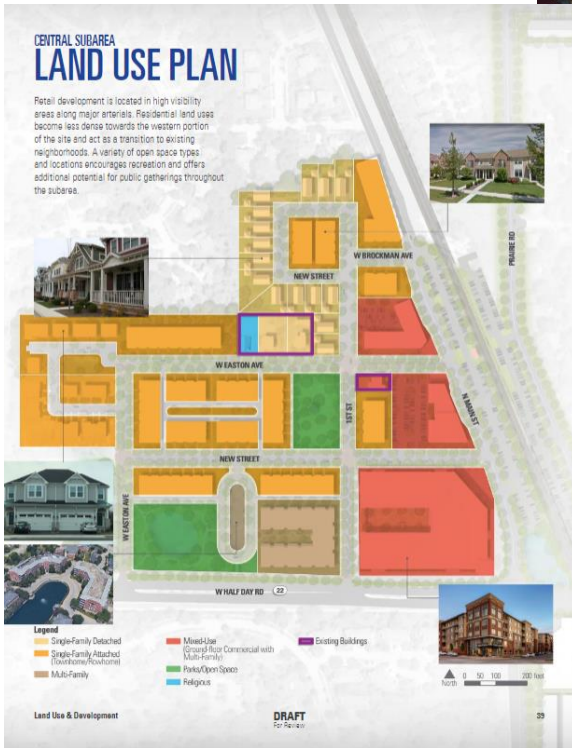 CENTRAL SUBAREA
LAND USE PLAN
Retail development is located in high visibility
areas along major arterials. Residential land uses
become less dense towards the western portion
of the site and act as a transition to existing
neighborhoods. A variety of open space types
and locations encourages recreation and offers
additional potential for public gatherings throughout
the subarea.
PRAIRIE RD
W BROCKMAN AVE
NEW STREET
W EASTON AVE
1ST ST
N MAIN ST
NEW STREET
W EASTON AVE
W HALF DAY RD 22
Legend
Single-Family Detached
Single-Family Attached
(Townhome/Rowhome)
Multi-Family
Mixed-Use
(Ground-floor Commercial with
Multi-Family)
Parks/Open Space
Religious
Existing Buildings
North
0 50 100 200 feet
Land Use & Development
DRAFT
For Review
39